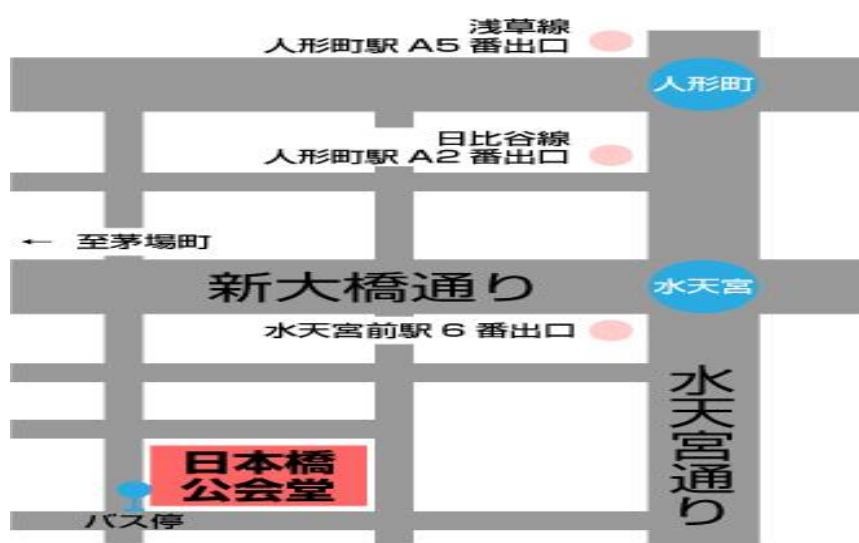 浅草線
人形町駅 A5 番出口
人形町
日比谷線
人形町駅 A2 番出口
← 至茅場町
新大橋通り
水天宮
水天宮前駅 6 番出口
水天宮通り
日本橋
公会堂
バス停